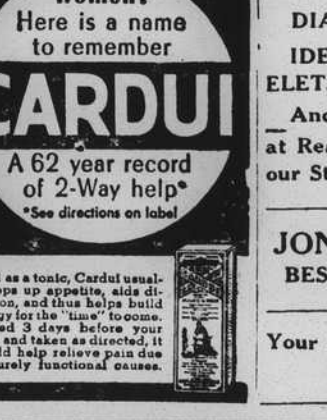 Here is a name
to remember
CARDUI
A 62 year record
of 2-Way help*
*See directions on label
as a tonic, Cardui usual-
ps up appetite, aids di-
on, and thus helps build
gy for the "time" to come.
ed 3 days before your
and taken as directed, it
ld help relieve pain due
urely functional causes.
DIA
IDE
ELET
And
at Rea
our St
JON
BES
Your